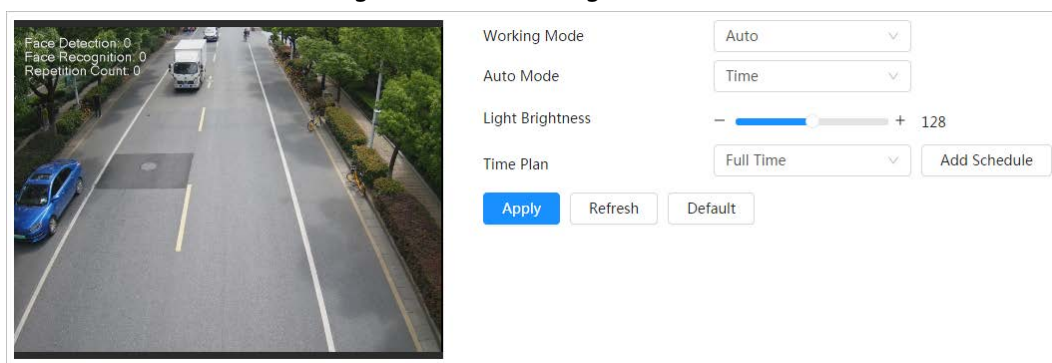 Face Detection: 0
Face Recognition: 0
Repetition Count: 0
Working Mode Auto
Auto Mode Time
Light Brightness − + 128
Time Plan Full Time Add Schedule
Apply Refresh Default